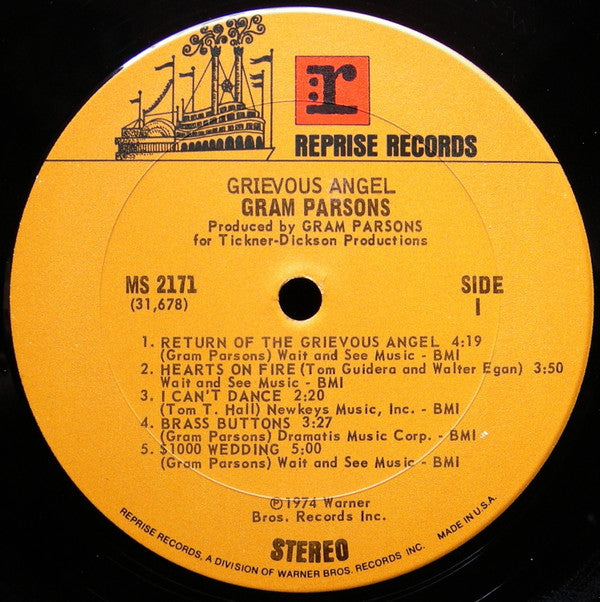 :r
REPRISE RECORDS
GRIEVOUS ANGEL
GRAM PARSONS
Produced by GRAM PARSONS
for Tickner-Dickson Productions
MS 2171
(31,678)
SIDE
1
1. RETURN OF THE GRIEVOUS ANGEL 4:19
(Gram Parsons) Wait and See Music - BMI
2. HEARTS ON FIRE (Tom Guidera and Walter Egan) 3:50
Wait and See Music - BMI
3. I CAN'T DANCE 2:20
(Tom T. Hall) Newkeys Music, Inc. - BMI
4. BRASS BUTTONS 3:27
(Gram Parsons) Dramatis Music Corp. - BMI
5. $1000 WEDDING 5:00
(Gram Parsons) Wait and See Music - BMI
℗1974 Warner
Bros. Records Inc.
STEREO
REPRISE RECORDS, A DIVISION OF WARNER BROS. RECORDS INC. MADE IN U.S.A.